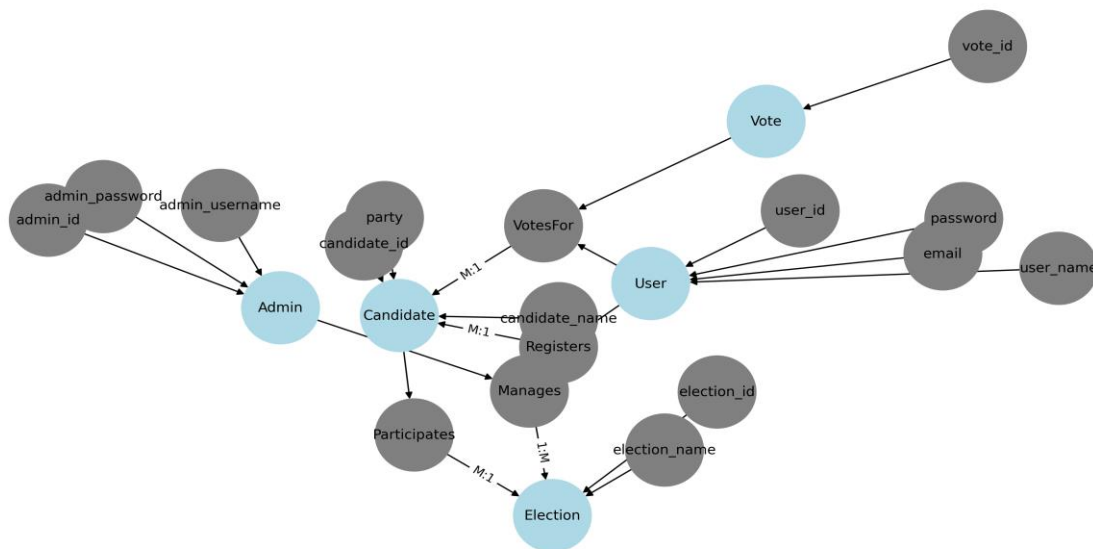 vote_id
Vote
admin_password
admin_id
admin_username
party
candidate_id
VotesFor
user_id
password
email
user_name
M:1
User
Admin
Candidate
candidate_name
M:1
Registers
Manages
election_id
Participates
1:M
election_name
M:1
Election